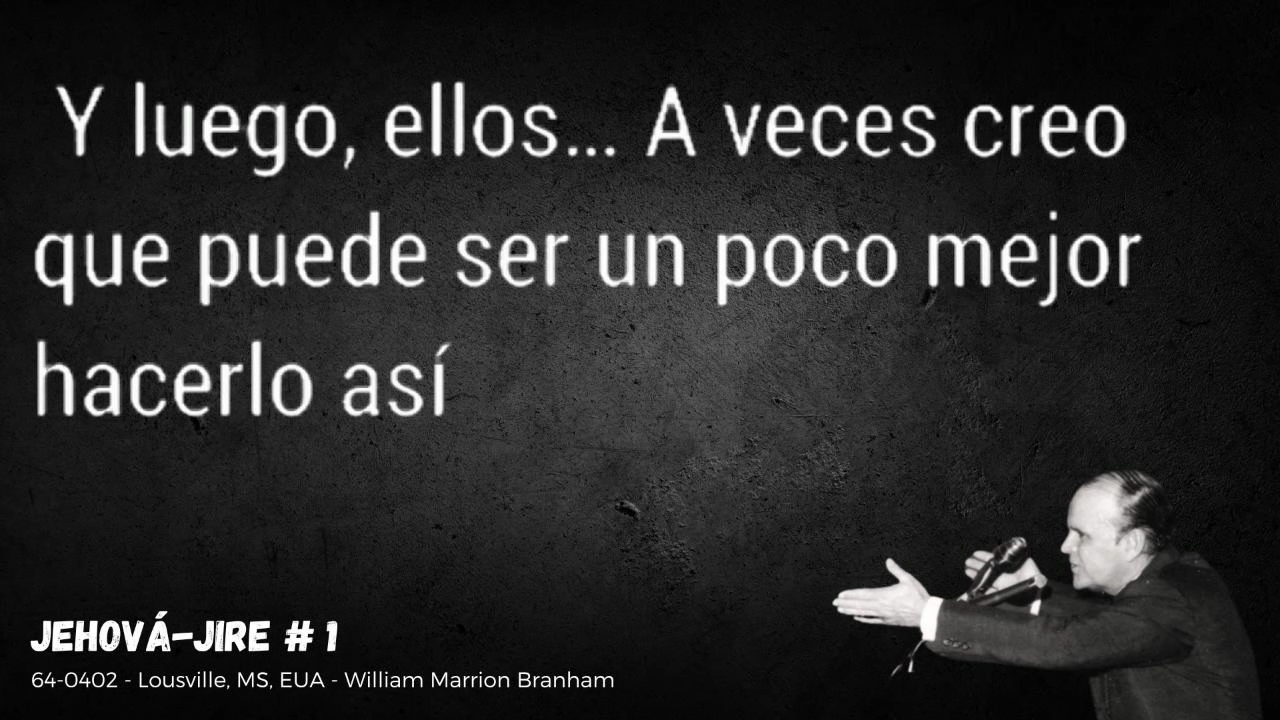 Y luego, ellos... A veces creo
que puede ser un poco mejor
hacerlo así
JEHOVÁ-JIRE # 1
64-0402 - Lousville, MS, EUA - William Marrion Branham